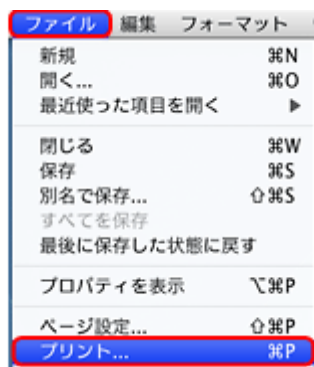 ファイル 編集 フォーマット
新規 ⌘N
開く... ⌘O
最近使った項目を開く ▶
閉じる ⌘W
保存 ⌘S
別名で保存... ⇧⌘S
すべてを保存
最後に保存した状態に戻す
プロパティを表示 ⌥⌘P
ページ設定... ⇧⌘P
プリント... ⌘P